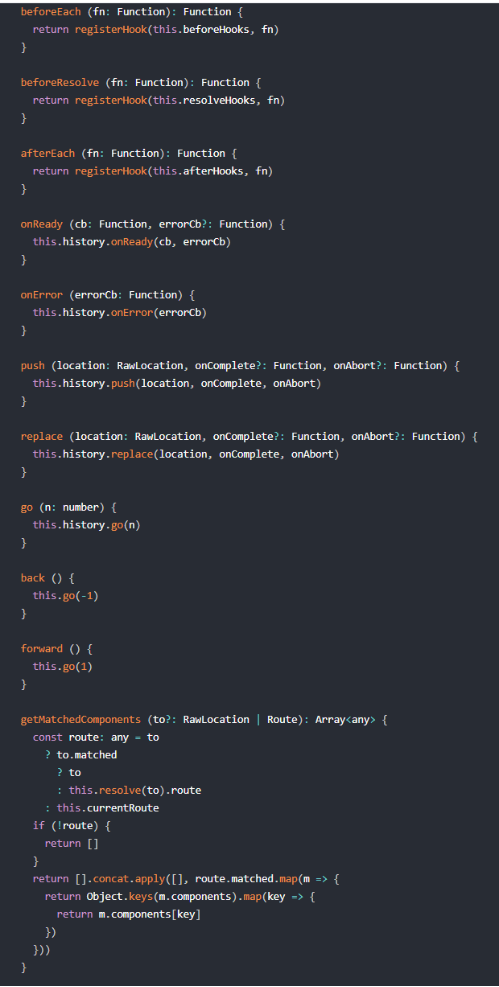 beforeEach (fn: Function): Function {
  return registerHook(this.beforeHooks, fn)
}

beforeResolve (fn: Function): Function {
  return registerHook(this.resolveHooks, fn)
}

afterEach (fn: Function): Function {
  return registerHook(this.afterHooks, fn)
}

onReady (cb: Function, errorCb?: Function) {
  this.history.onReady(cb, errorCb)
}

onError (errorCb: Function) {
  this.history.onError(errorCb)
}

push (location: RawLocation, onComplete?: Function, onAbort?: Function) {
  this.history.push(location, onComplete, onAbort)
}

replace (location: RawLocation, onComplete?: Function, onAbort?: Function) {
  this.history.replace(location, onComplete, onAbort)
}

go (n: number) {
  this.history.go(n)
}

back () {
  this.go(-1)
}

forward () {
  this.go(1)
}

getMatchedComponents (to?: RawLocation | Route): Array<any> {
  const route: any = to
    ? to.matched
      ? to
      : this.resolve(to).route
    : this.currentRoute
  if (!route) {
    return []
  }
  return [].concat.apply([], route.matched.map(m => {
    return Object.keys(m.components).map(key => {
      return m.components[key]
    })
  }))
}